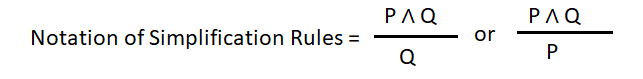 P ∧ Q P ∧ Q
Notation of Simplification Rules = or
Q P